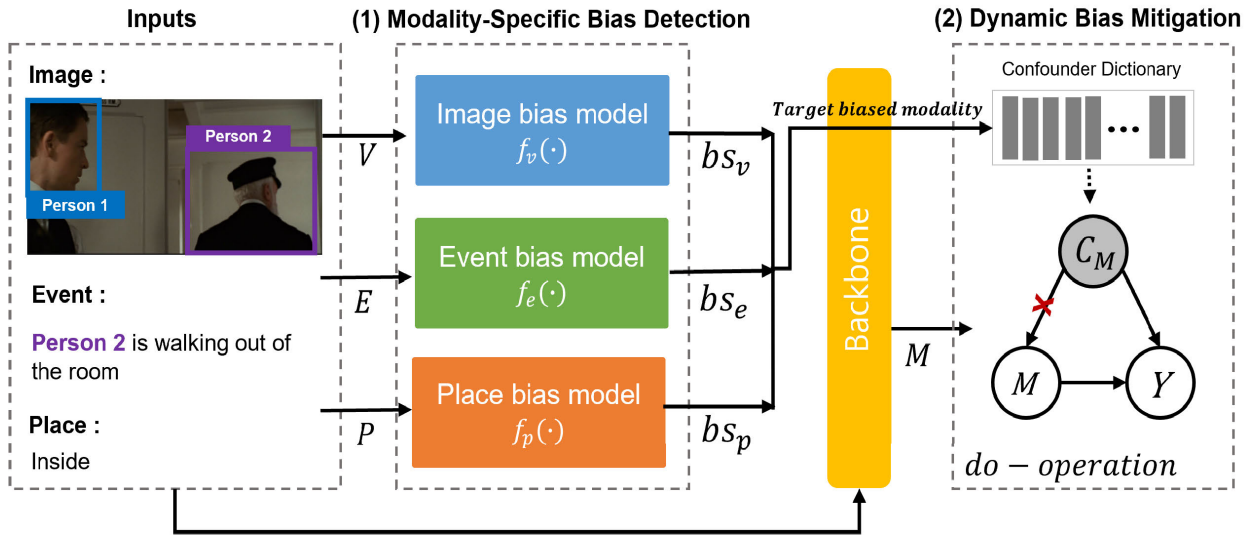 Inputs
(1) Modality-Specific Bias Detection
(2) Dynamic Bias Mitigation
Image :
Person 1
Person 2
Event :
Person 2 is walking out of
the room
Place :
Inside
V
E
P
Image bias model
f_v(·)
Event bias model
f_e(·)
Place bias model
f_p(·)
bs_v
bs_e
bs_p
Target biased modality
Backbone
M
Confounder Dictionary
...
C_M
M
Y
do - operation